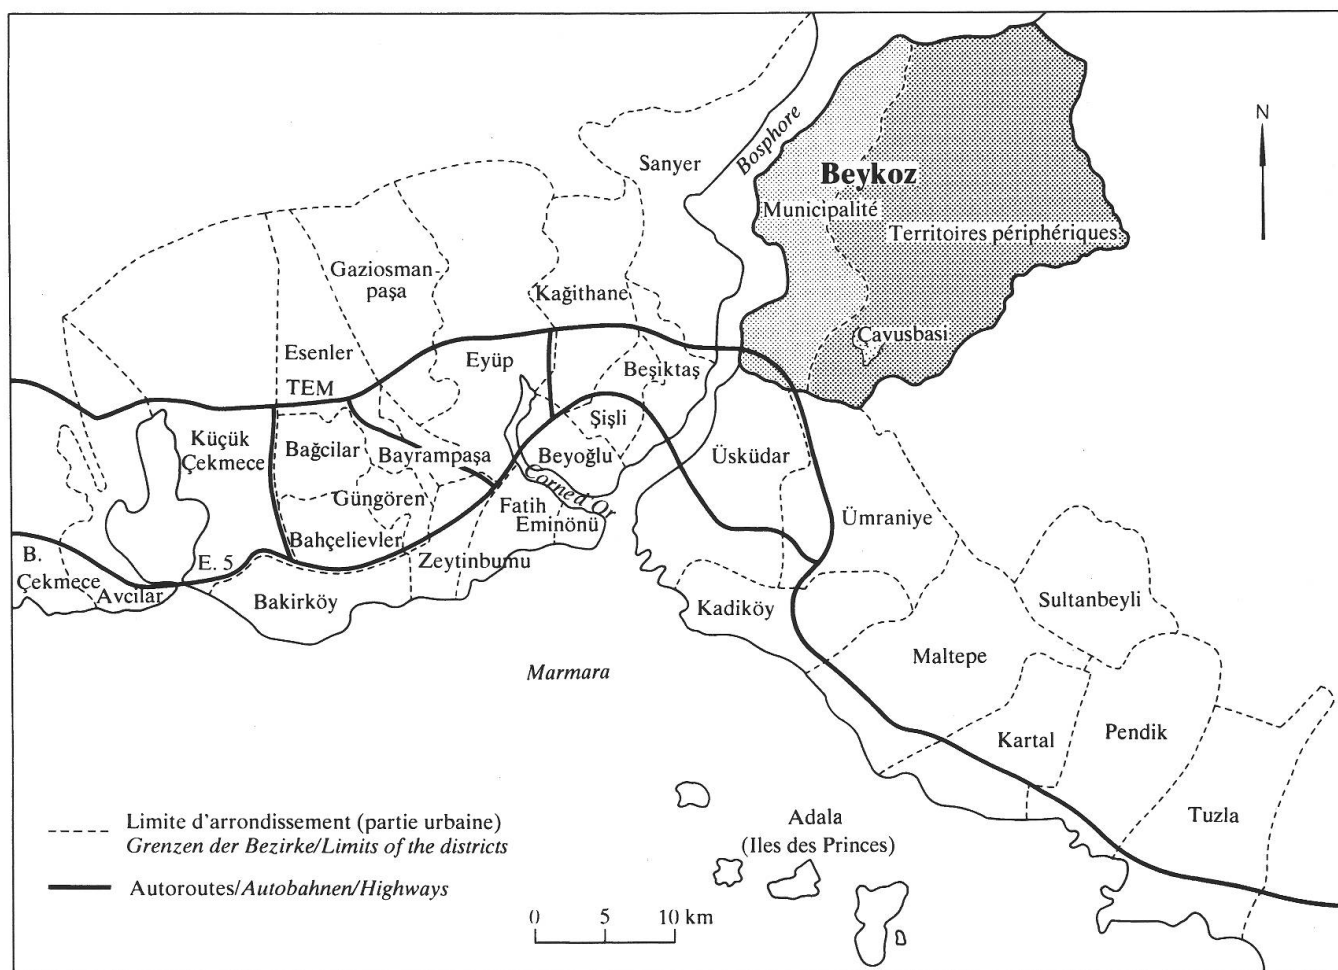 N
Sanyer
Bosphore
Beykoz
Municipalité
Territoires périphériques
Gaziosman-
paşa
Kağithane
Çavusbasi
Esenler
TEM
Eyüp
Beşiktaş
Şişli
Küçük
Çekmece
Bağcilar
Bayrampaşa
Beyoğlu
Üsküdar
Corne d'Or
Güngören
Fatih
Eminönü
Ümraniye
Bahçelievler
B.
Çekmece
E. 5
Zeytinbumu
Avcilar
Bakirköy
Kadiköy
Sultanbeyli
Marmara
Maltepe
Kartal
Pendik
Tuzla
Adala
(Iles des Princes)
Limite d'arrondissement (partie urbaine)
Grenzen der Bezirke/Limits of the districts
Autoroutes/Autobahnen/Highways
0 5 10 km